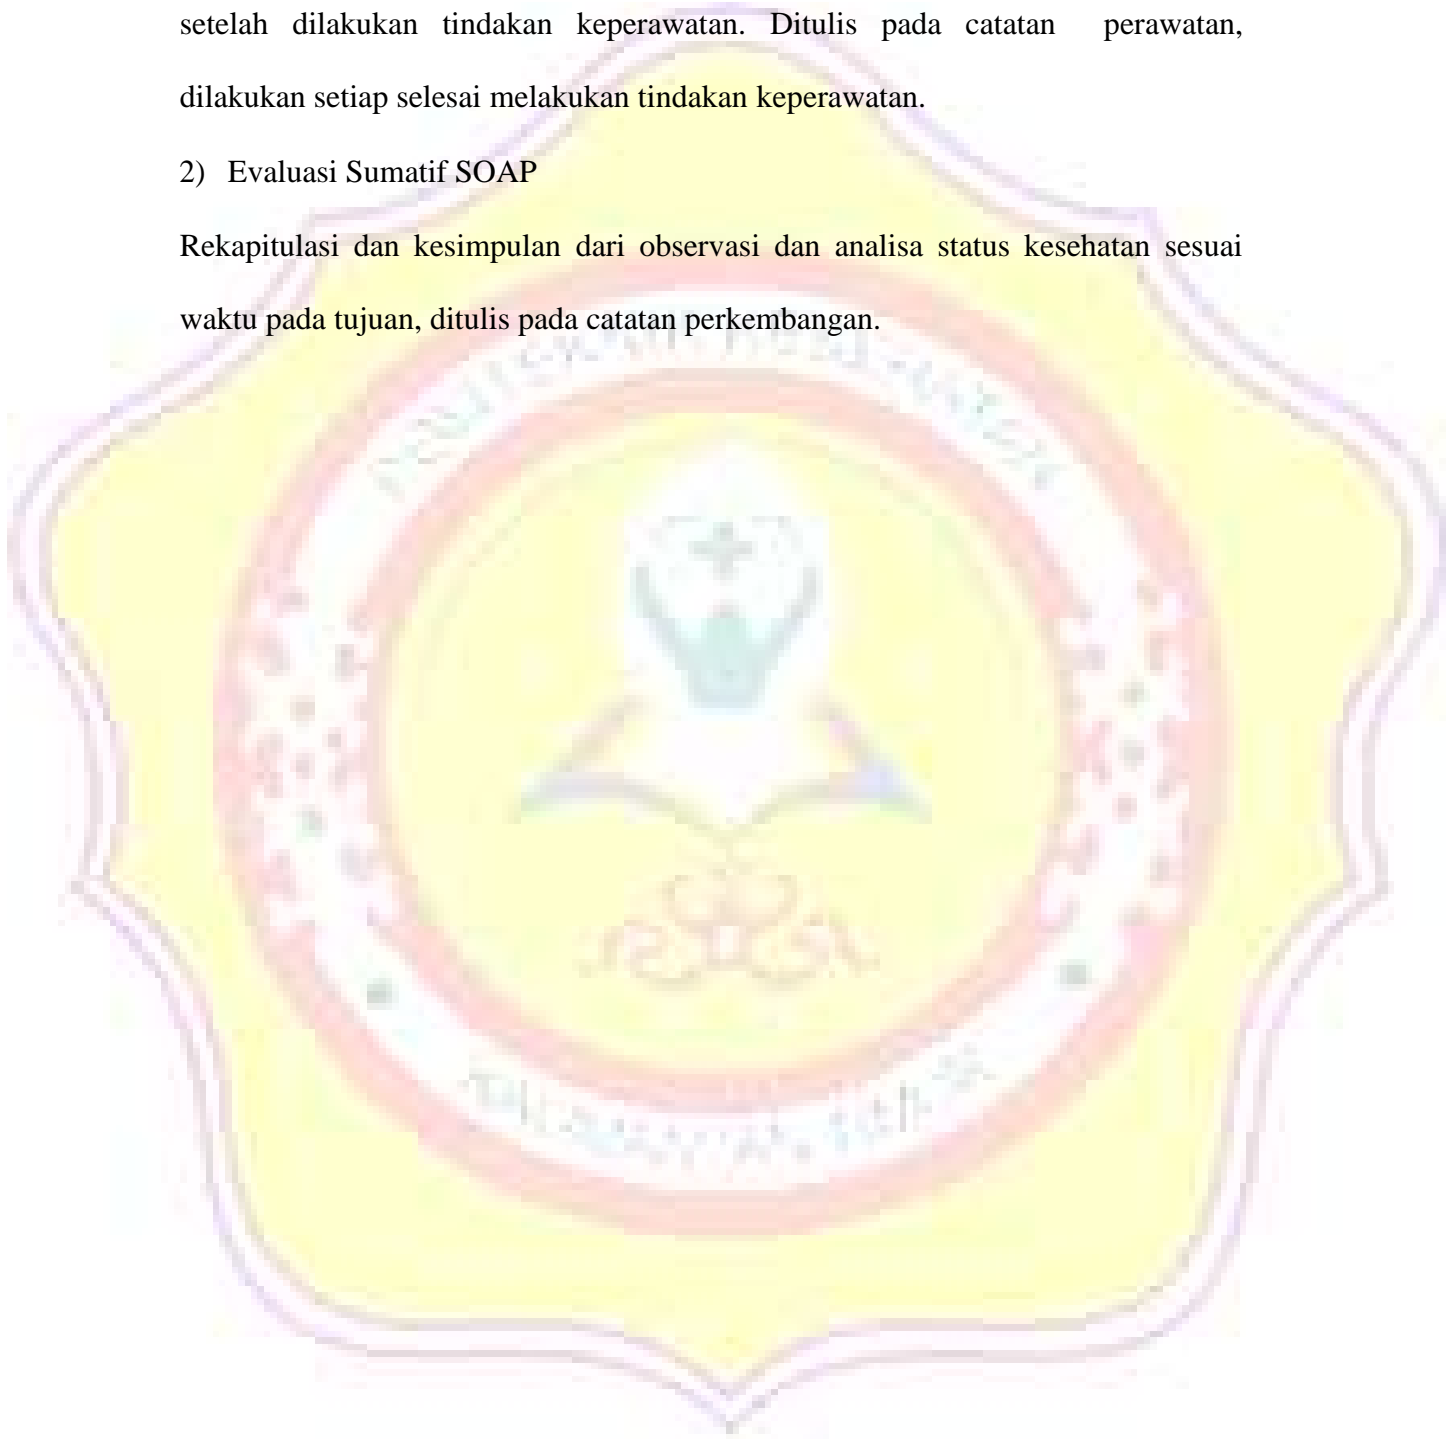 setelah dilakukan tindakan keperawatan. Ditulis pada catatan perawatan,
dilakukan setiap selesai melakukan tindakan keperawatan.
2) Evaluasi Sumatif SOAP
Rekapitulasi dan kesimpulan dari observasi dan analisa status kesehatan sesuai
waktu pada tujuan, ditulis pada catatan perkembangan.